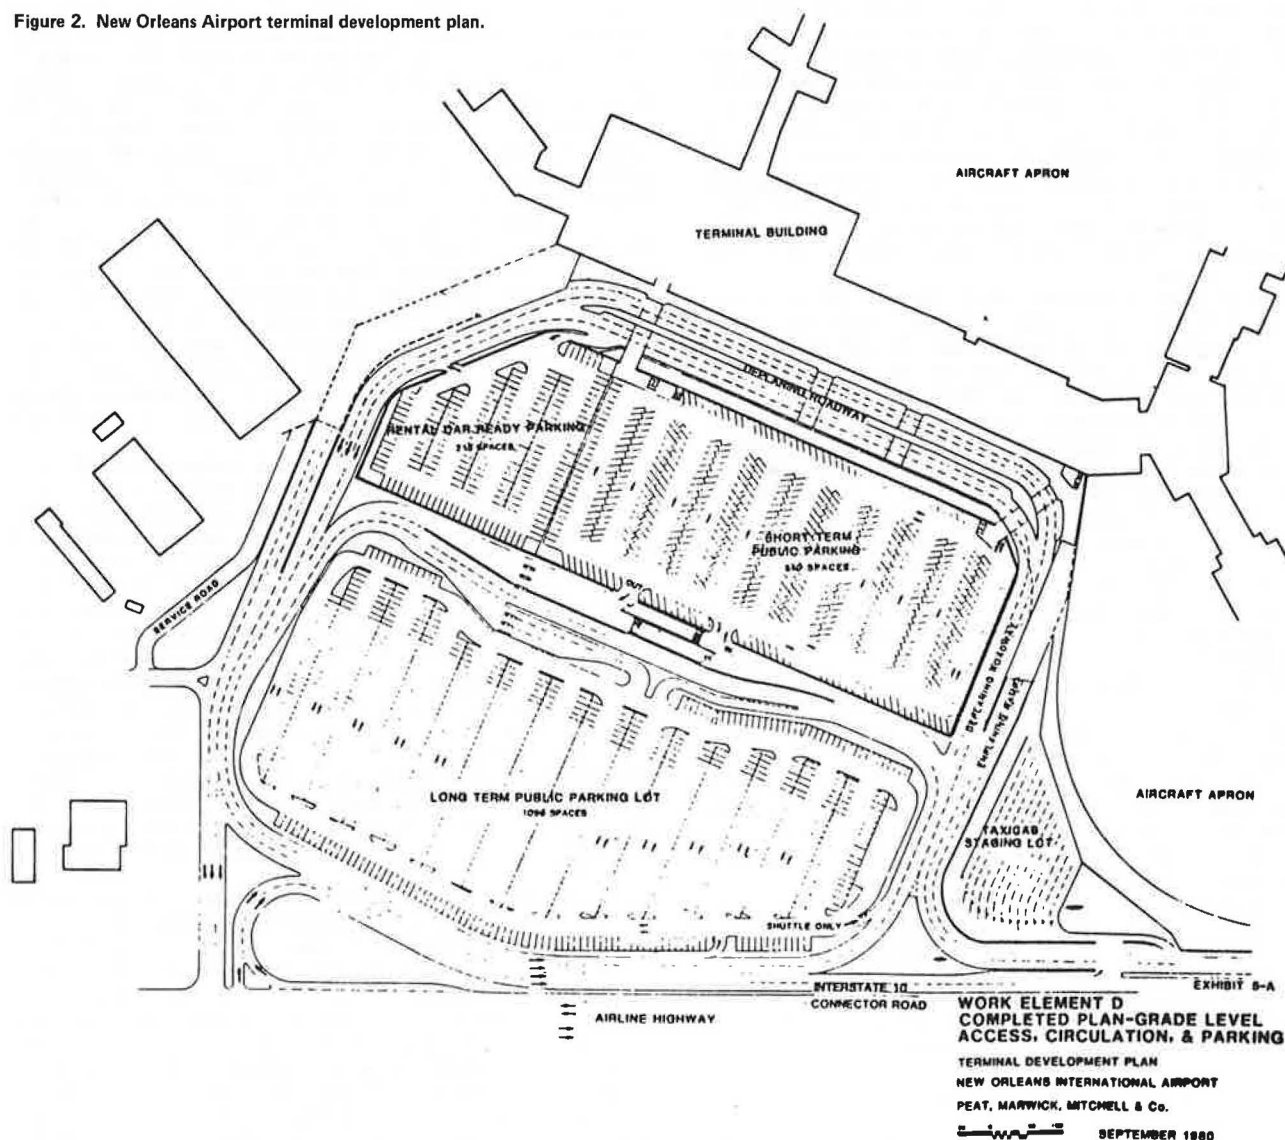 Figure 2. New Orleans Airport terminal development plan.
AIRCRAFT APRON
TERMINAL BUILDING
DEPLANING ROADWAY
RENTAL CAR READY PARKING
SPACES
SHORT TERM
PUBLIC PARKING
SPACES
OUT
SERVICE ROAD
DEPLANING ROADWAY
ENPLANING RAMP
LONG TERM PUBLIC PARKING LOT
1096 SPACES
AIRCRAFT APRON
TAXICAB
STAGING LOT
SHUTTLE ONLY
INTERSTATE 10
CONNECTOR ROAD
AIRLINE HIGHWAY
EXHIBIT 5-A
WORK ELEMENT D
COMPLETED PLAN-GRADE LEVEL
ACCESS, CIRCULATION, & PARKING
TERMINAL DEVELOPMENT PLAN
NEW ORLEANS INTERNATIONAL AIRPORT
PEAT, MARWICK, MITCHELL & Co.
SEPTEMBER 1980